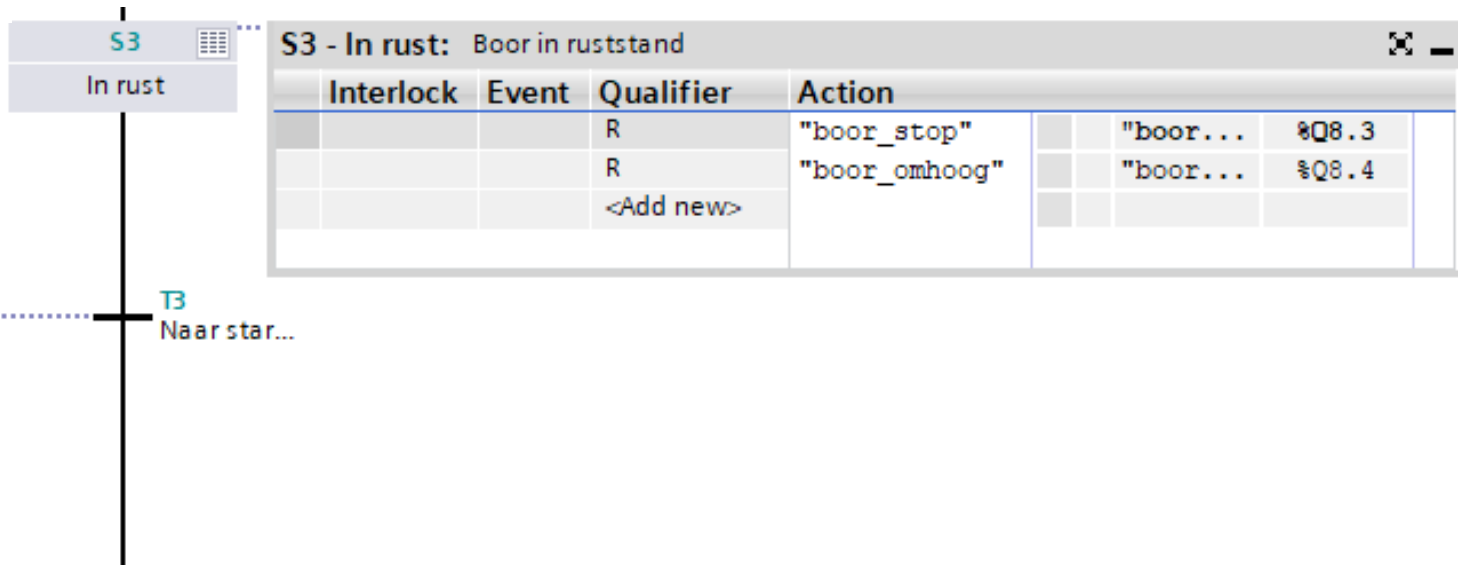 S3
In rust
S3 - In rust: Boor in ruststand
Interlock Event Qualifier Action
R "boor_stop" "boor... %Q8.3
R "boor_omhoog" "boor... %Q8.4
<Add new>
T3
Naar star...